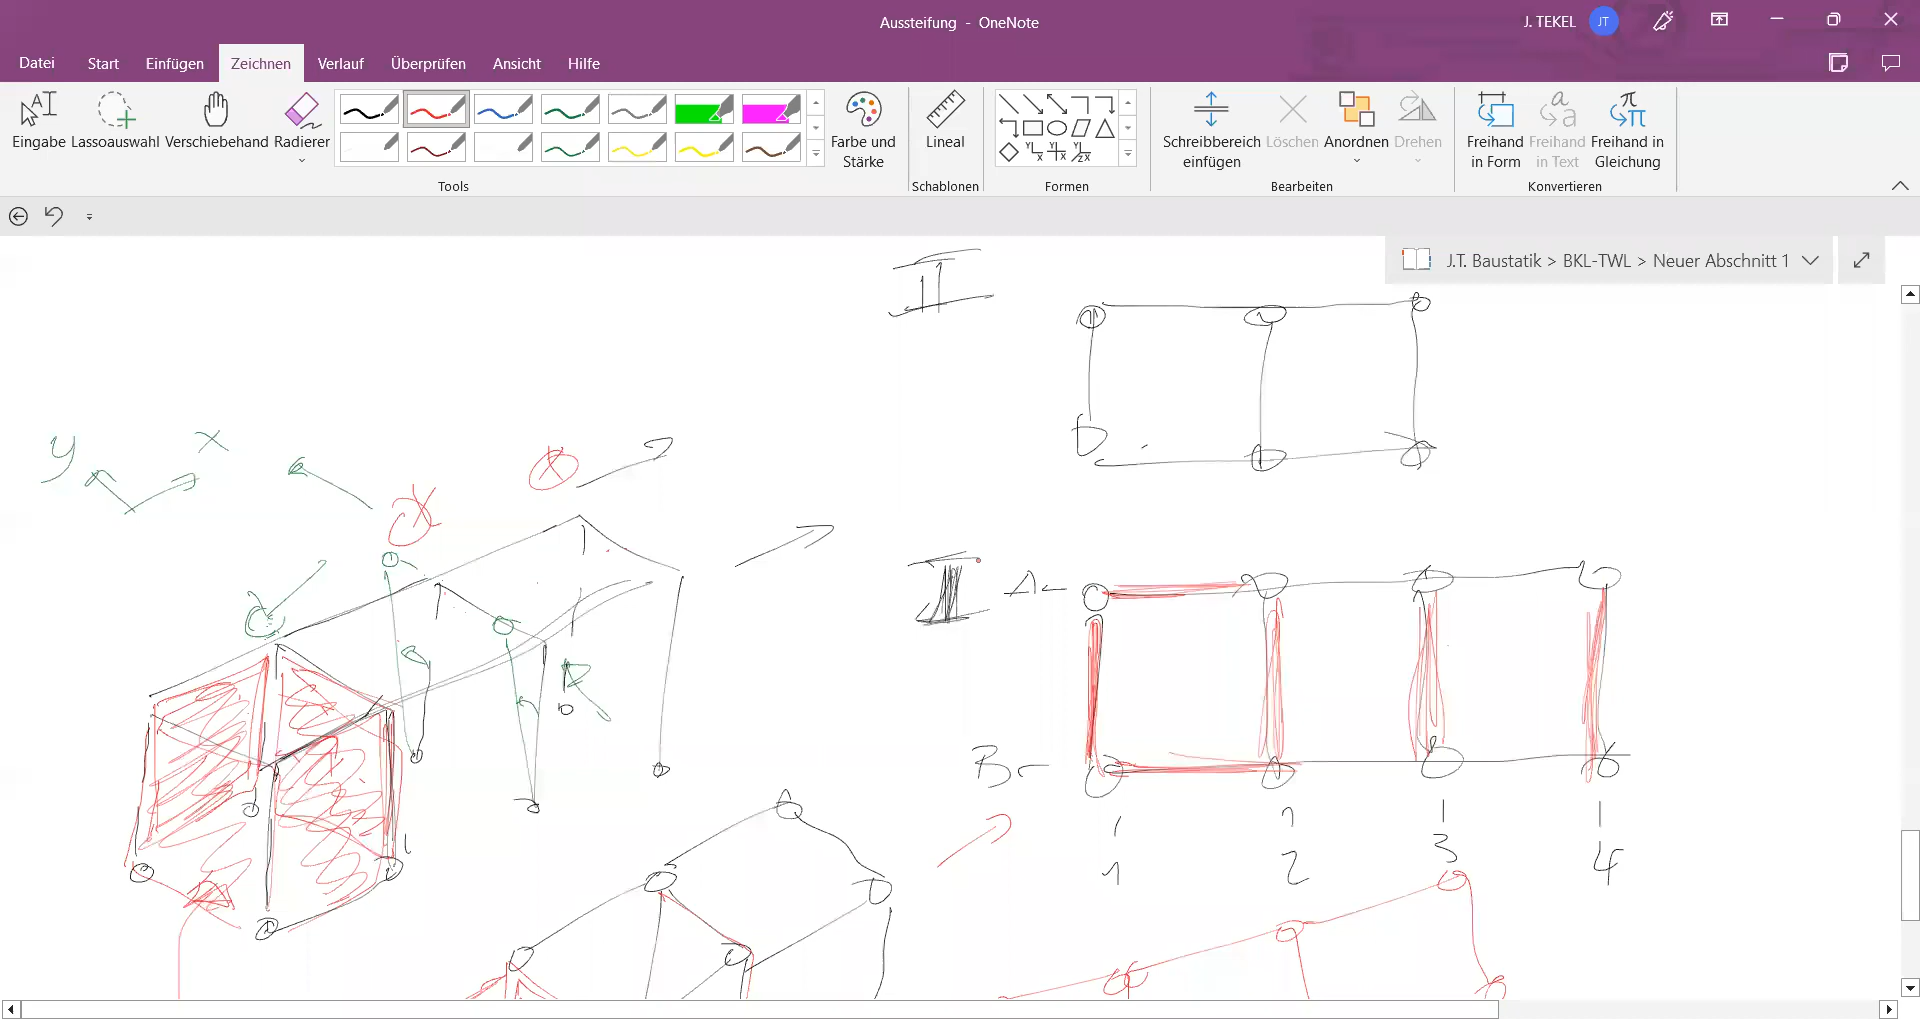 Aussteifung - OneNote
J. TEKEL JT
Datei Start Einfügen Zeichnen Verlauf Überprüfen Ansicht Hilfe
Eingabe Lassoauswahl Verschiebehand Radierer
Farbe und Stärke
Lineal
Schreibbereich einfügen
Löschen Anordnen Drehen
Freihand in Form
Freihand in Text
Freihand in Gleichung
Tools Schablonen Formen Bearbeiten Konvertieren
J.T. Baustatik > BKL-TWL > Neuer Abschnitt 1
II
y x
A
B
1 2 3 4